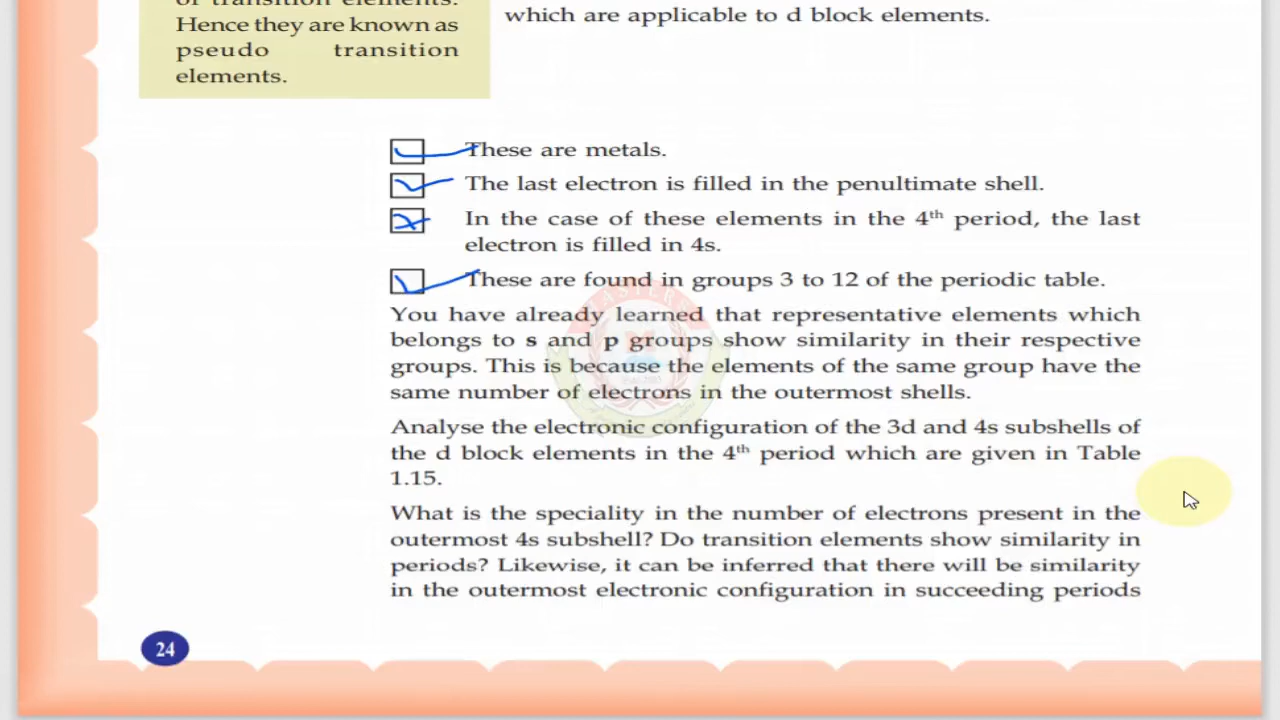 of transition elements.
Hence they are known as
pseudo transition
elements.
which are applicable to d block elements.
These are metals.
The last electron is filled in the penultimate shell.
In the case of these elements in the 4th period, the last
electron is filled in 4s.
These are found in groups 3 to 12 of the periodic table.
You have already learned that representative elements which
belongs to s and p groups show similarity in their respective
groups. This is because the elements of the same group have the
same number of electrons in the outermost shells.
Analyse the electronic configuration of the 3d and 4s subshells of
the d block elements in the 4th period which are given in Table
1.15.
What is the speciality in the number of electrons present in the
outermost 4s subshell? Do transition elements show similarity in
periods? Likewise, it can be inferred that there will be similarity
in the outermost electronic configuration in succeeding periods
24
MASTERS